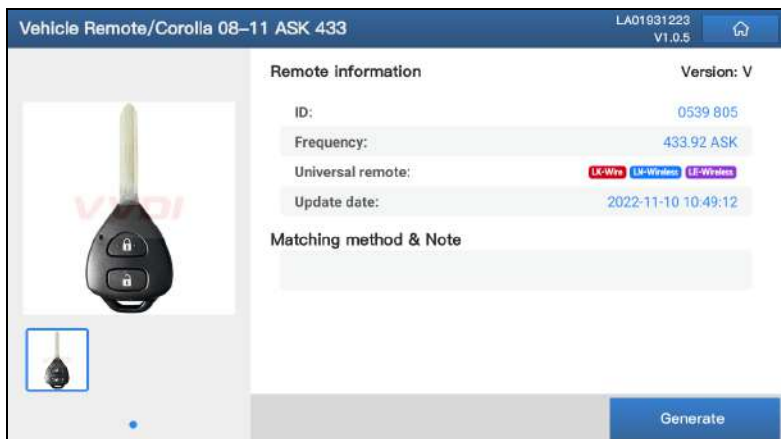 Vehicle Remote/Corolla 08–11 ASK 433
LA01931223
V1.0.5
Remote information
Version: V
ID:
0539 805
Frequency:
433.92 ASK
Universal remote:
LK-Wire LN-Wireless LE-Wireless
Update date:
2022-11-10 10:49:12
Matching method & Note
VVDI
Generate